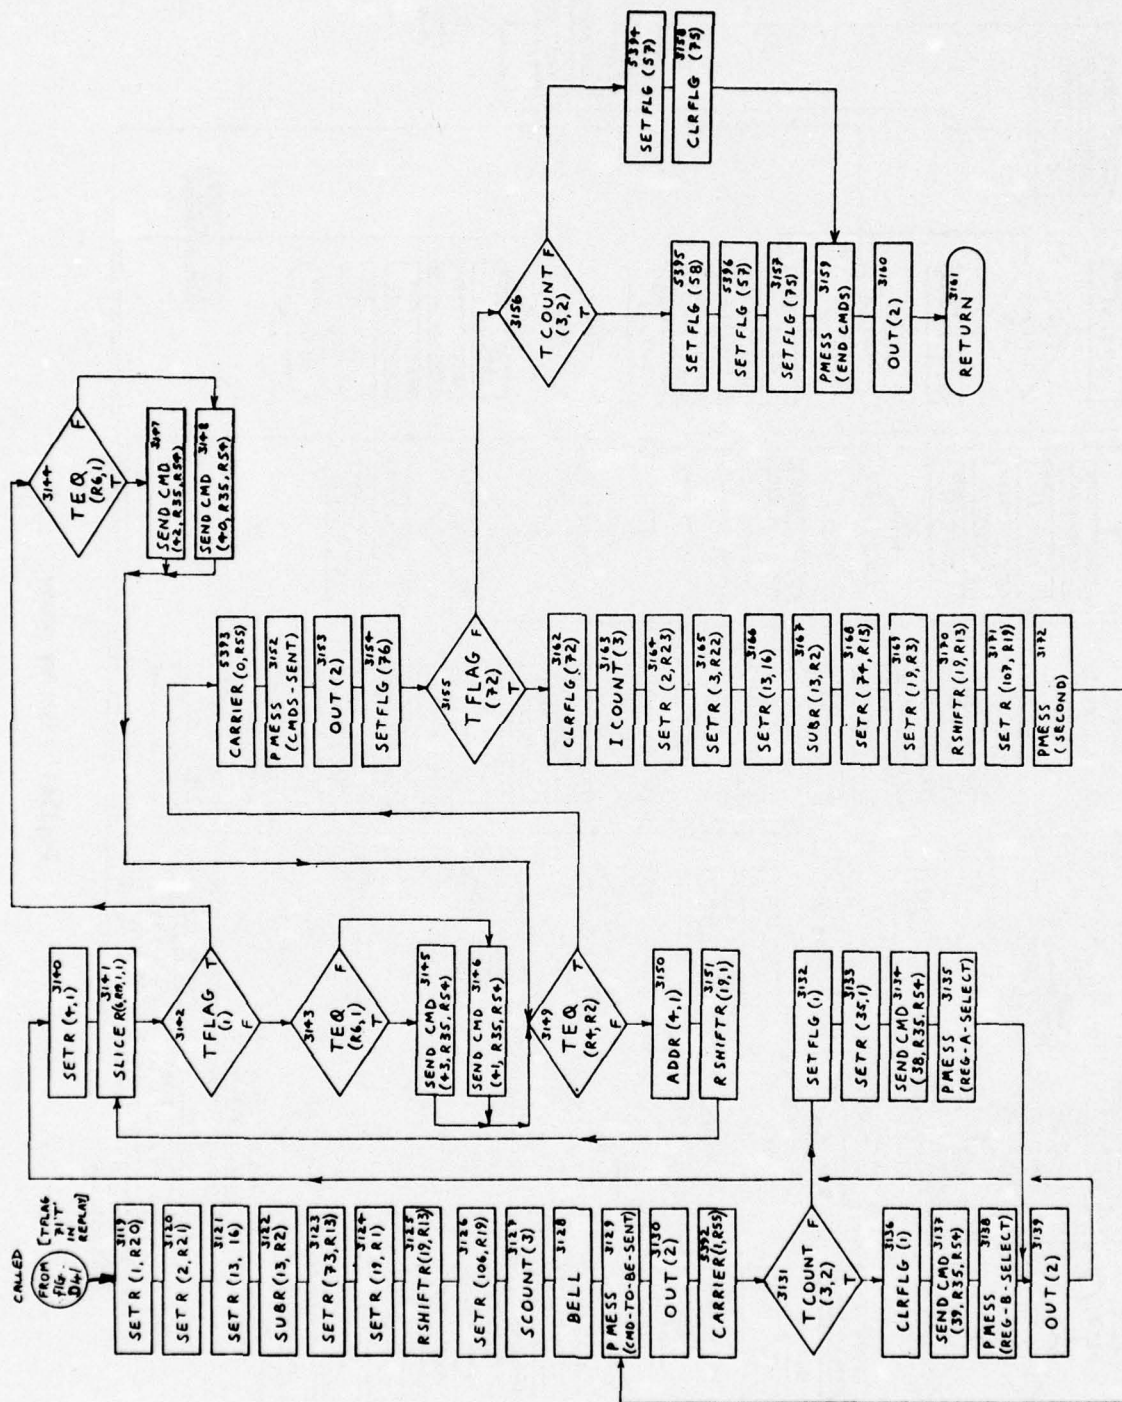 CALLED
FROM
FIG.
D41
[TFLAG
71'T'
IN
REPLAY]
3119
SETR (1, R20)
3120
SETR (2, R21)
3121
SETR (13, 16)
3122
SUBR (13, R2)
3123
SETR (73, R13)
3124
SETR (19, R1)
3125
RSHIFTR(19, R13)
3126
SETR (106, R19)
3127
SCOUNT (3)
3128
BELL
3129
PMESS
(CMD-TO-BE-SENT)
3130
OUT (2)
5392
CARRIER(1, R55)
3131
T COUNT F
(3,2)
T
3136
CLRFLG (1)
3137
SEND CMD
(39, R35, R54)
3138
PMESS
(REG-B-SELECT)
3139
OUT (2)
3132
SETFLG (1)
3133
SETR (35, 1)
3134
SEND CMD
(38, R35, R54)
3135
PMESS
(REG-A-SELECT)
3140
SETR (4, 1)
3141
SLICE R(6, R19, 1, 1)
3142
TFLAG T
(1)
F
3143
TEQ F
(R6, 1)
T
3145
SEND CMD
(43, R35, R54)
3146
SEND CMD
(41, R35, R54)
3149
TEQ T
(R4, R2)
F
3150
ADDR (4, 1)
3151
RSHIFTR (19, 1)
3144
TEQ F
(R6, 1)
T
3147
SEND CMD
(42, R35, R54)
3148
SEND CMD
(40, R35, R54)
5393
CARRIER (0, R55)
3152
PMESS
(CMDS-SENT)
3153
OUT (2)
3154
SETFLG (76)
3155
TFLAG F
(72)
T
3162
CLRFLG (72)
3163
I COUNT (3)
3164
SETR (2, R23)
3165
SETR (3, R22)
3166
SETR (13, 16)
3167
SUBR (13, R2)
3168
SETR (74, R13)
3169
SETR (19, R3)
3170
RSHIFTR (19, R13)
3171
SETR (107, R19)
3172
PMESS
(SECOND)
3156
T COUNT F
(3,2)
T
5395
SETFLG (58)
5396
SETFLG (57)
3157
SETFLG (75)
3159
PMESS
(END CMDS)
3160
OUT (2)
3161
RETURN
5394
SETFLG (57)
3158
CLRFLG (75)